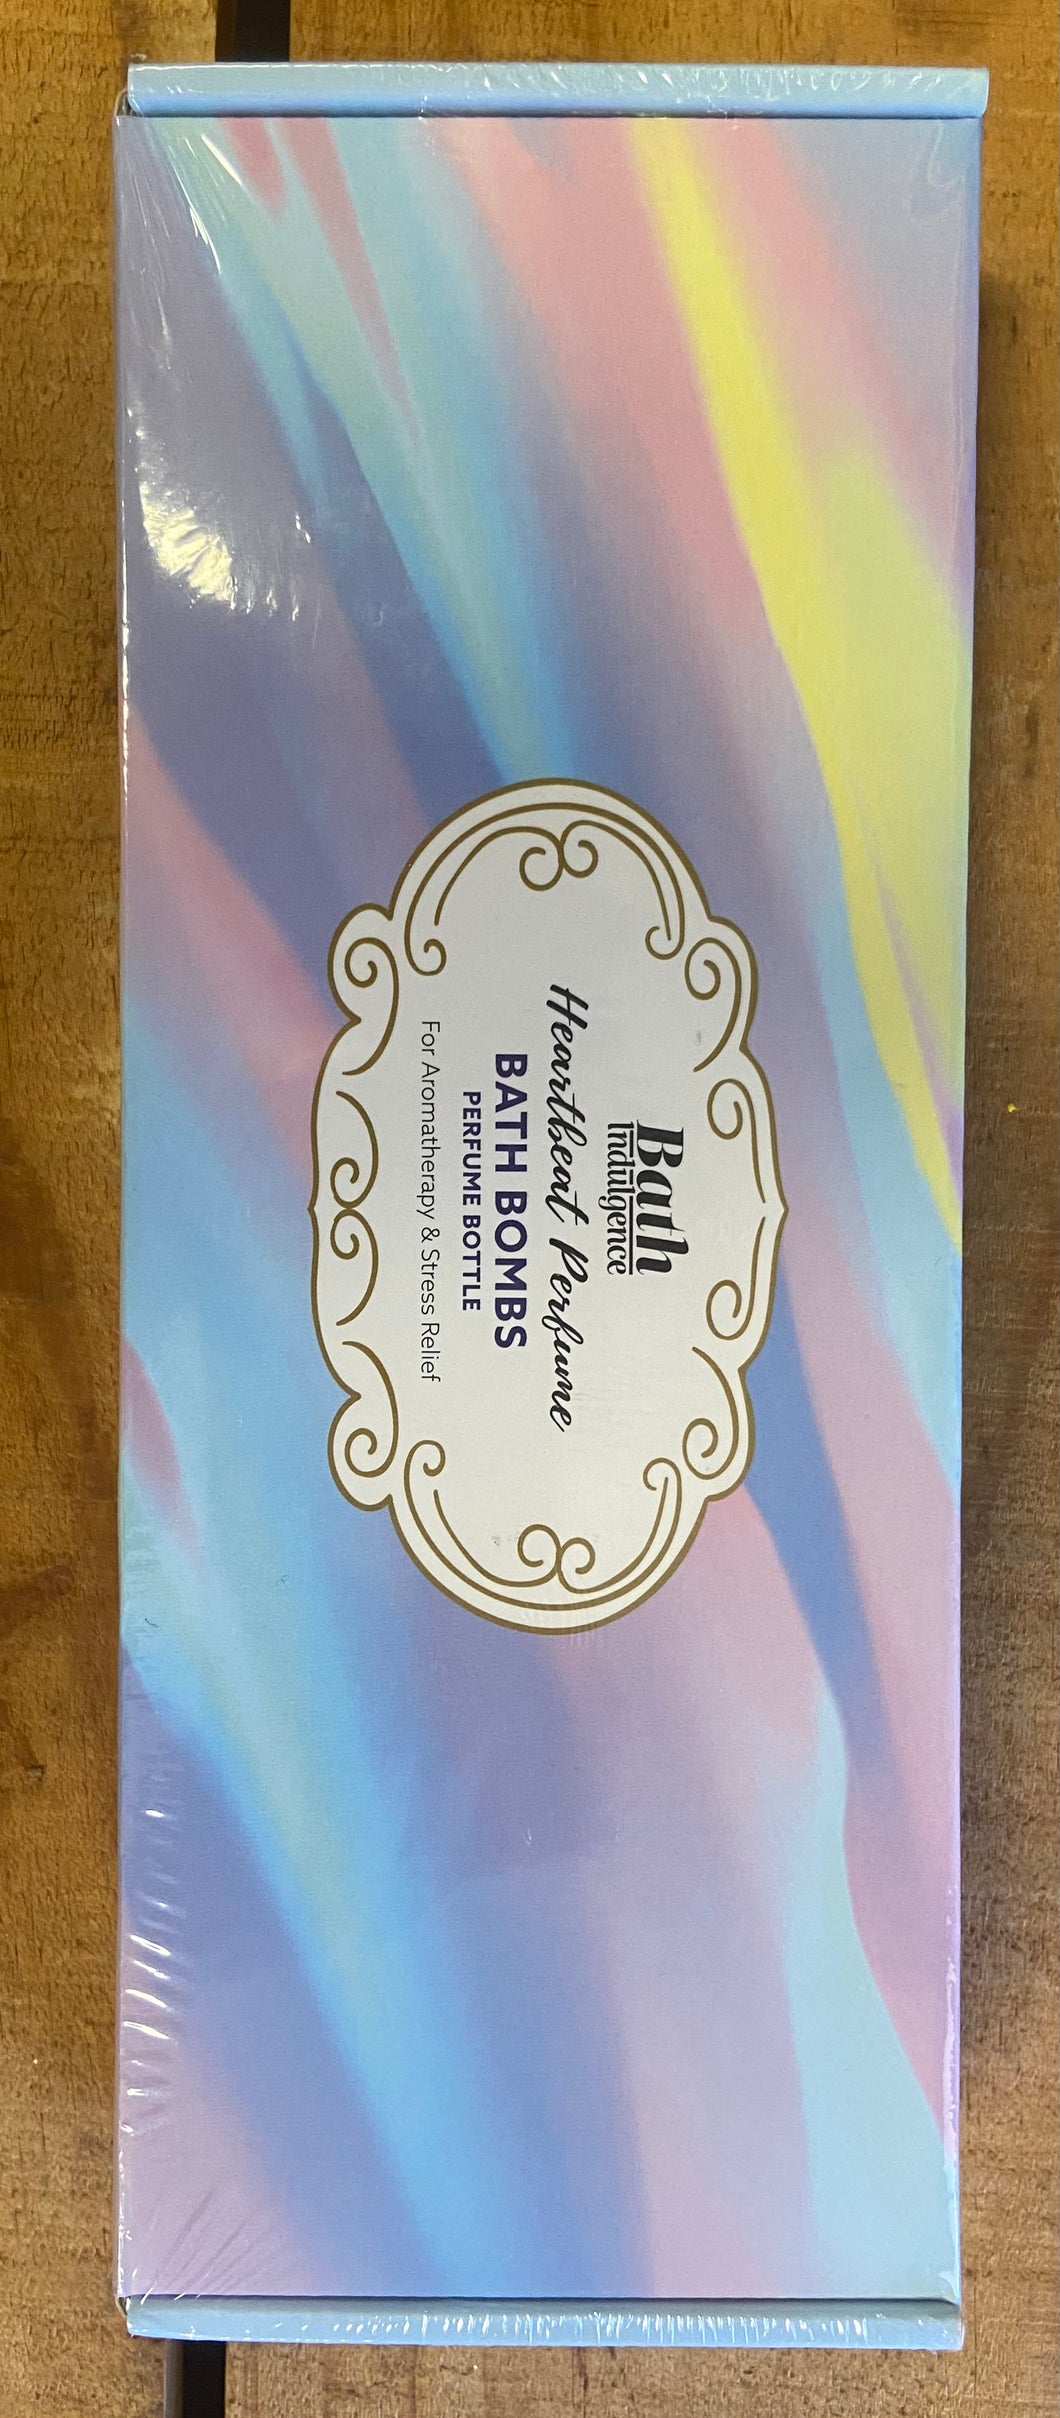 Bath
Indulgence
Heartbeat Perfume
BATH BOMBS
PERFUME BOTTLE
For Aromatherapy & Stress Relief